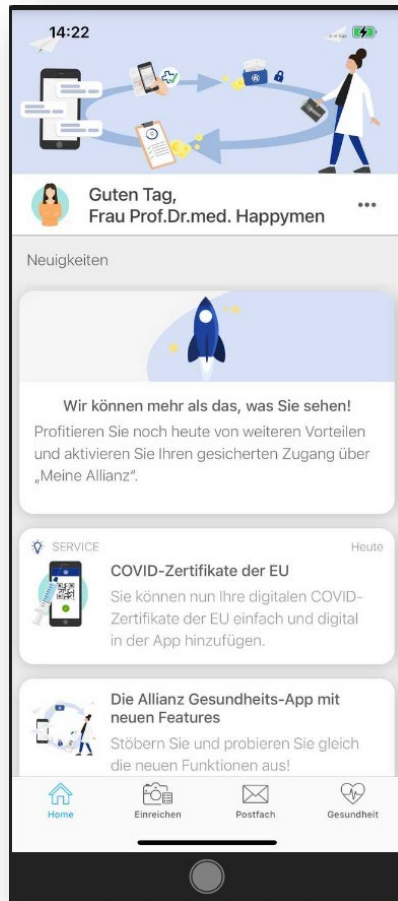 14:22
Guten Tag,
Frau Prof.Dr.med. Happymen
Neuigkeiten
Wir können mehr als das, was Sie sehen!
Profitieren Sie noch heute von weiteren Vorteilen
und aktivieren Sie Ihren gesicherten Zugang über
„Meine Allianz“.
SERVICE
Heute
COVID-Zertifikate der EU
Sie können nun Ihre digitalen COVID-
Zertifikate der EU einfach und digital
in der App hinzufügen.
Die Allianz Gesundheits-App mit
neuen Features
Stöbern Sie und probieren Sie gleich
die neuen Funktionen aus!
Home
Einreichen
Postfach
Gesundheit